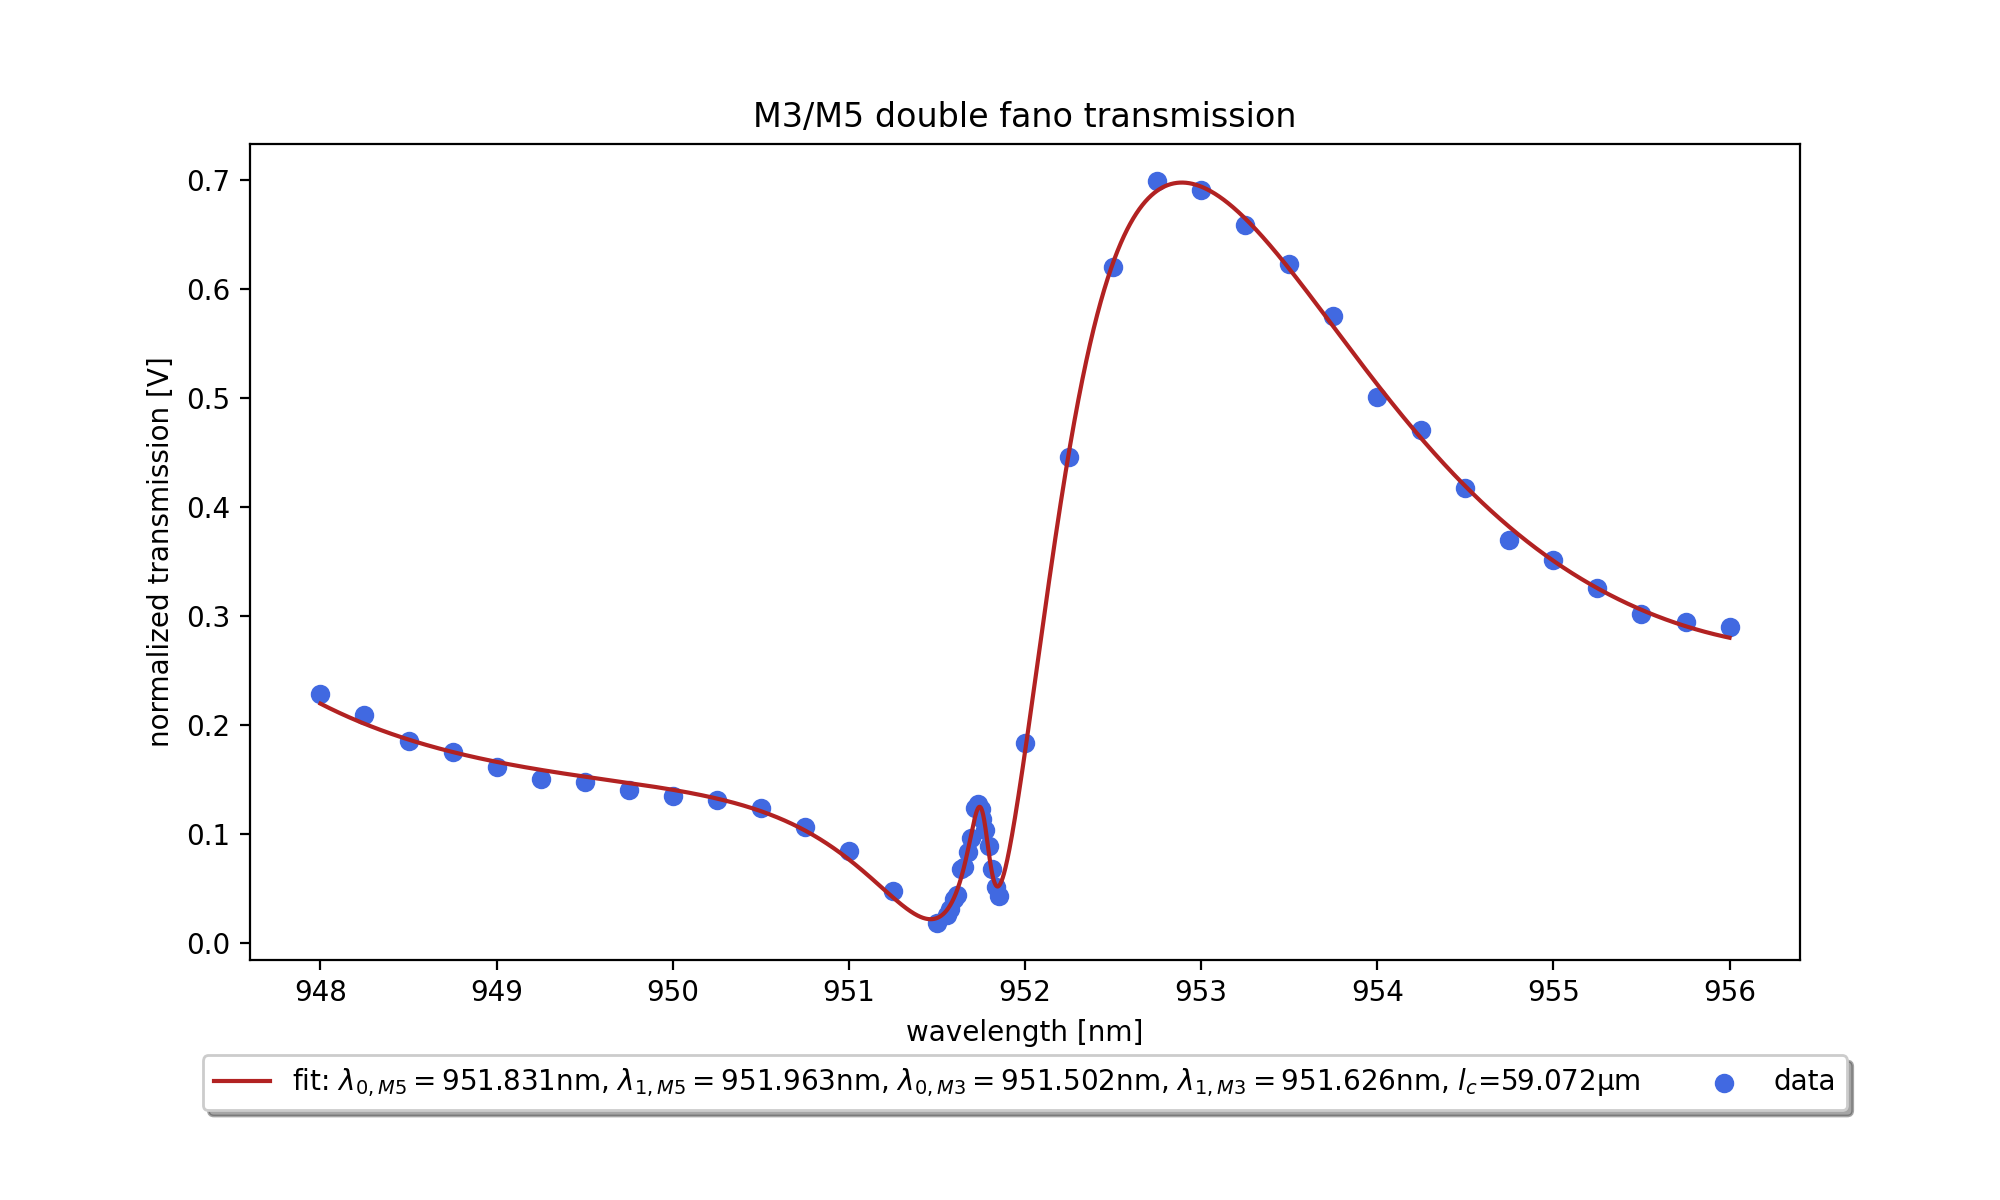 M3/M5 double fano transmission
normalized transmission [V]
0.7
0.6
0.5
0.4
0.3
0.2
0.1
0.0
948 949 950 951 952 953 954 955 956
wavelength [nm]
fit: λ₀,M5 = 951.831nm, λ₁,M5 = 951.963nm, λ₀,M3 = 951.502nm, λ₁,M3 = 951.626nm, l_c=59.072μm data